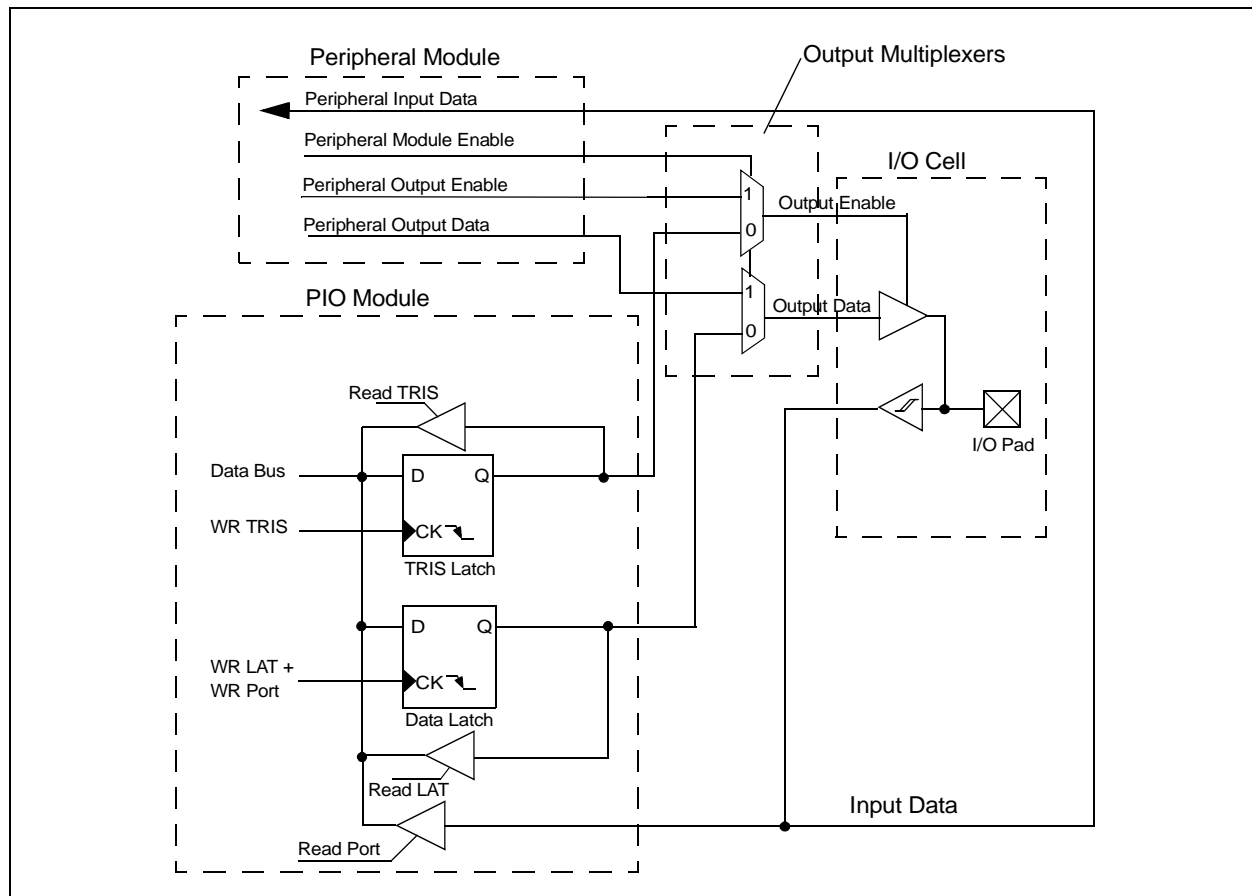 Peripheral Module
Output Multiplexers
Peripheral Input Data
Peripheral Module Enable
I/O Cell
Peripheral Output Enable
1
Output Enable
Peripheral Output Data
0
PIO Module
1
Output Data
0
Read TRIS
I/O Pad
Data Bus
D
Q
WR TRIS
CK
TRIS Latch
D
Q
WR LAT +
WR Port
CK
Data Latch
Read LAT
Input Data
Read Port